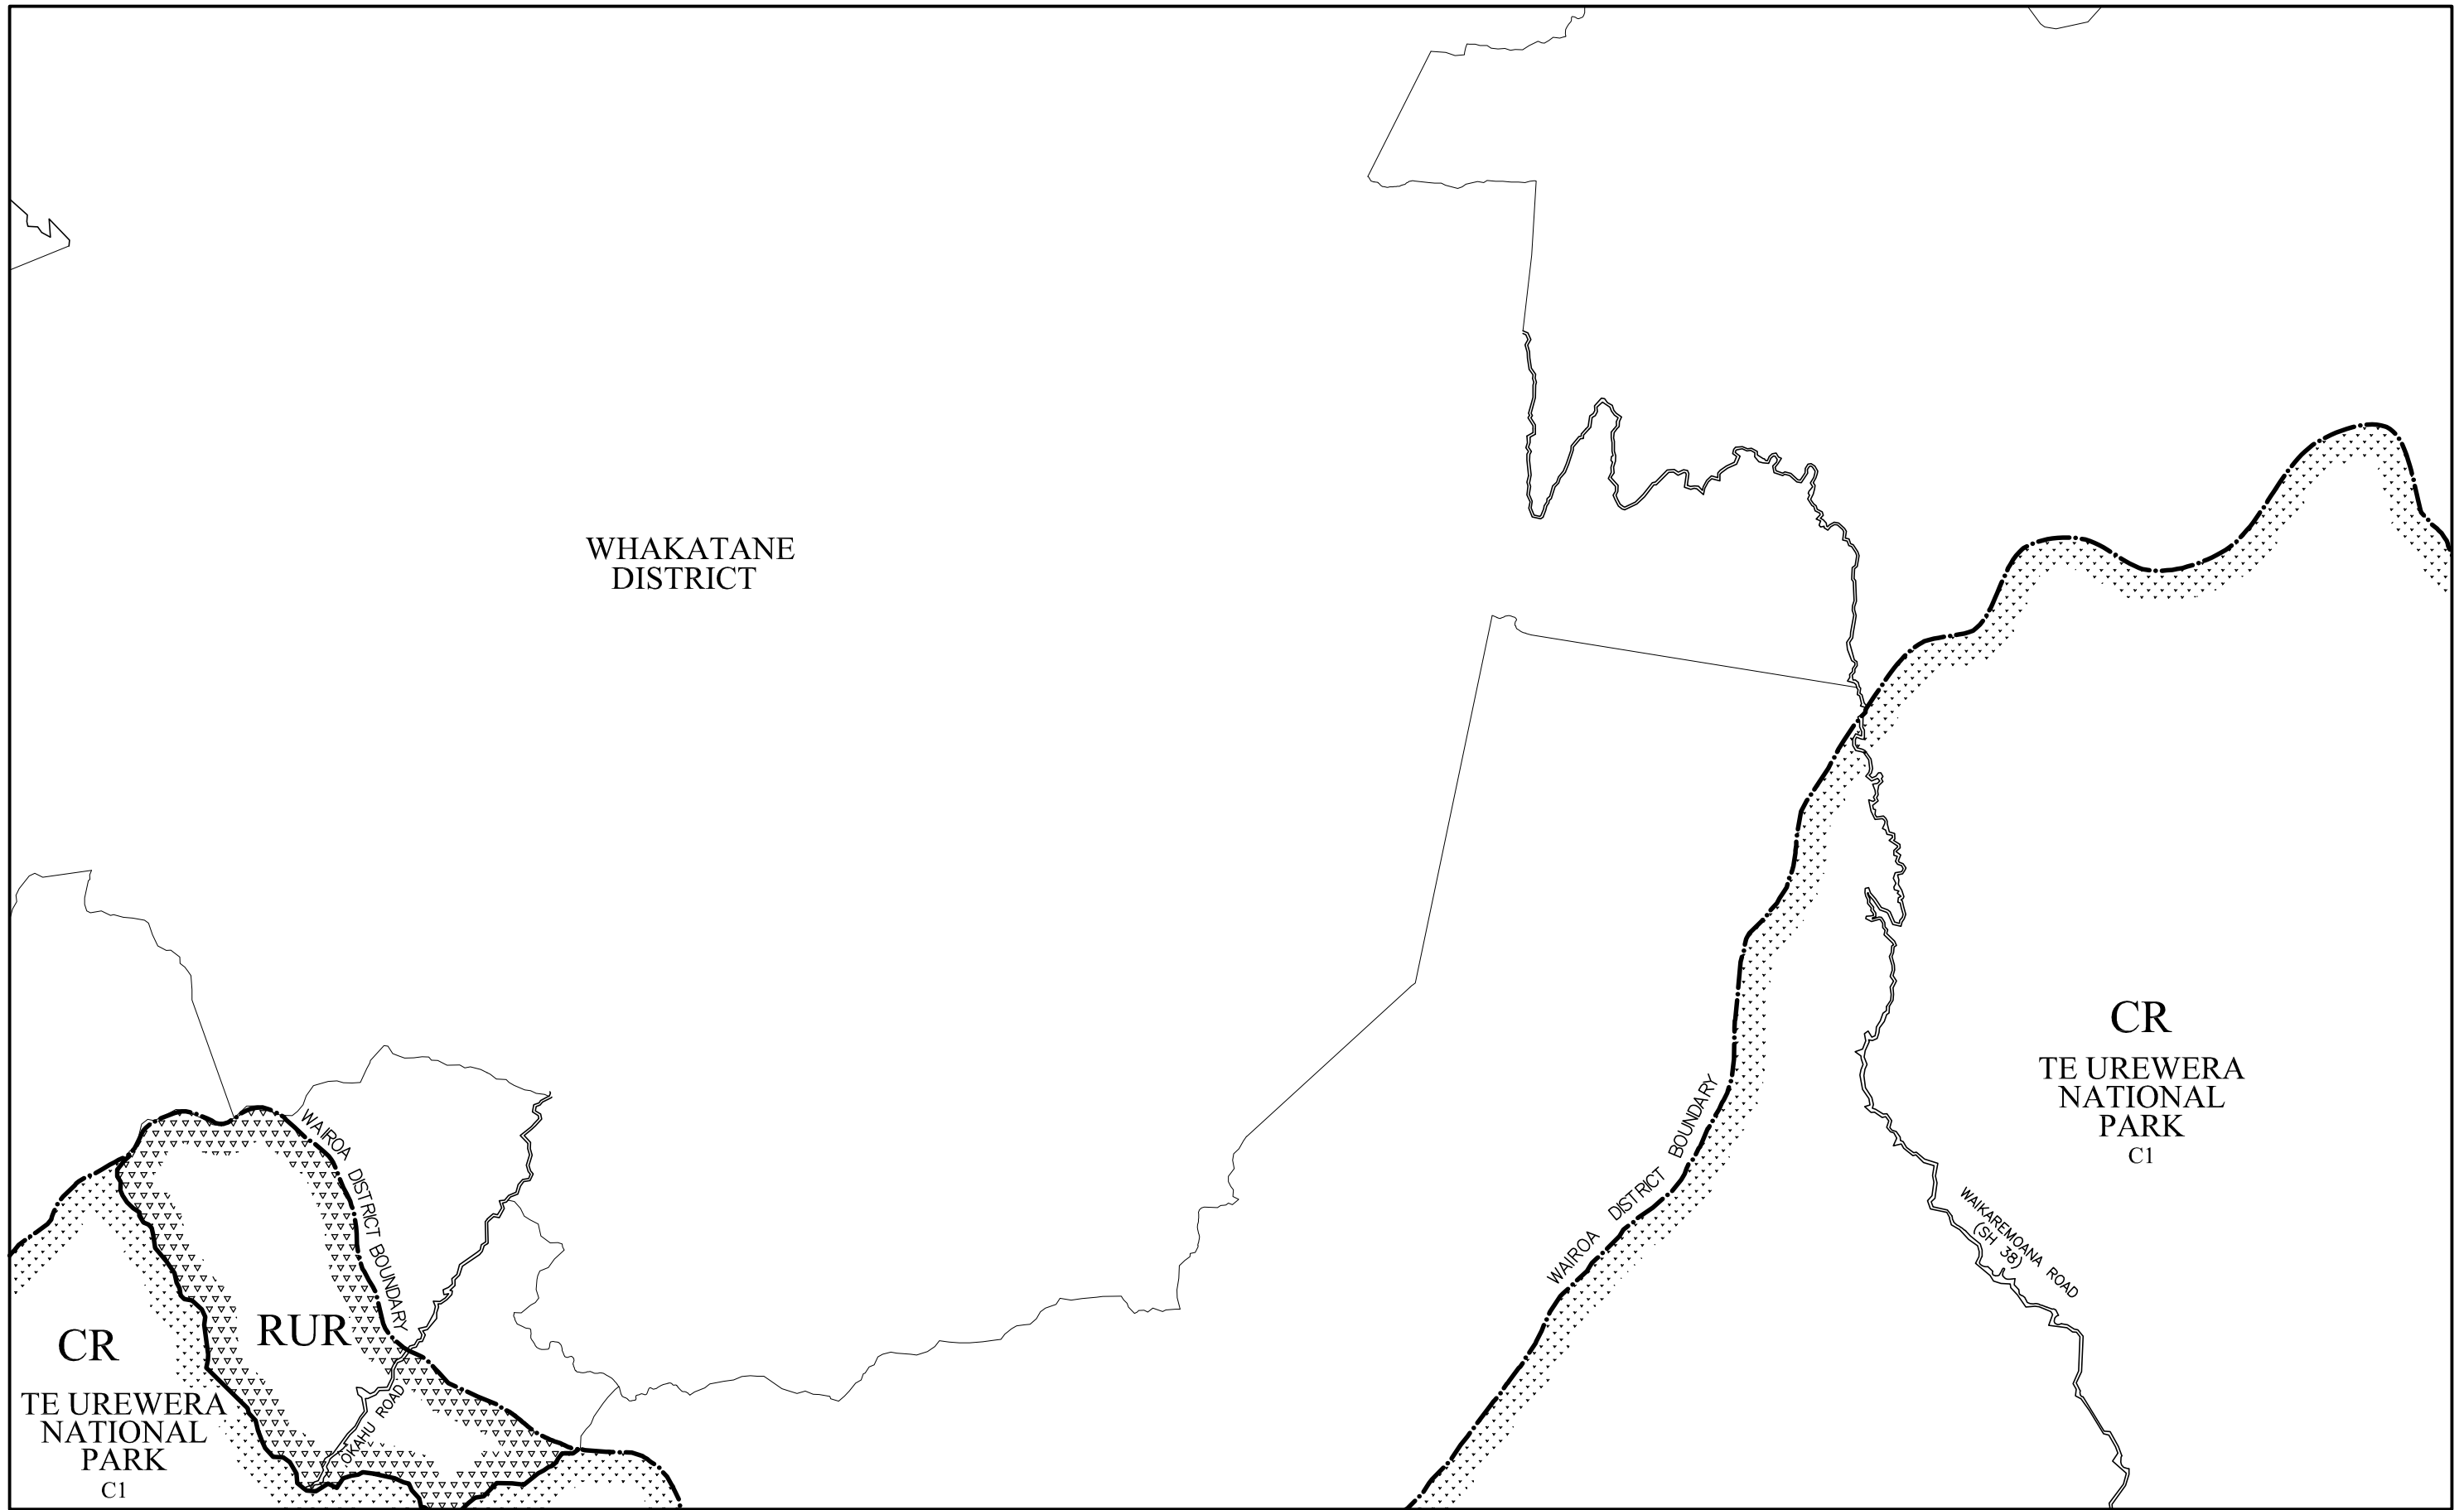 WHAKATANE
DISTRICT
CR
TE UREWERA
NATIONAL
PARK
C1
WAIROA DISTRICT BOUNDARY
WAIROA DISTRICT BOUNDARY
WAIKAREMOANA ROAD
(SH 38)
RUR
CR
TE UREWERA
NATIONAL
PARK
C1
OKAHU ROAD